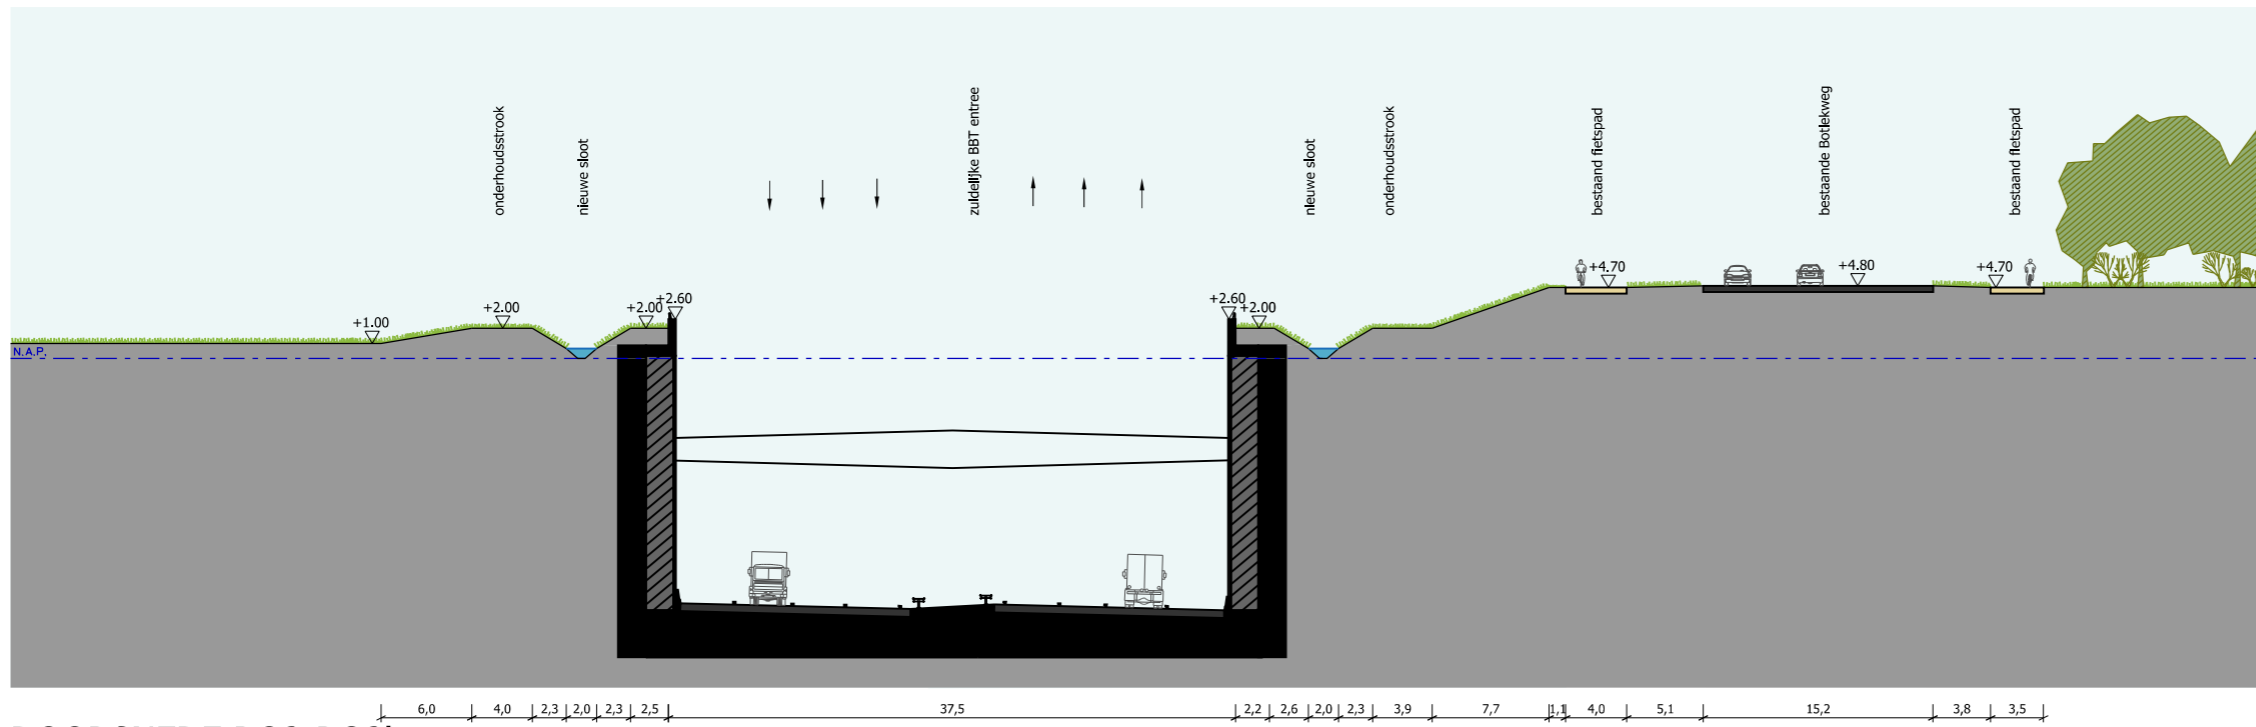 onderhoudsstrook
nieuwe sloot
zuidelijke BBT entree
nieuwe sloot
onderhoudsstrook
bestaand fietspad
bestaande Botlekweg
bestaand fietspad
+4.70
+4.80
+4.70
+1.00
+2.00
+2.00
+2.60
+2.60
+2.00
N.A.P.
6,0 4,0 2,3 2,0 2,3 2,5 37,5 2,2 2,6 2,0 2,3 3,9 7,7 1,1 4,0 5,1 15,2 3,8 3,5